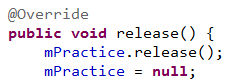 @Override
public void release() {
mPractice.release();
mPractice = null;